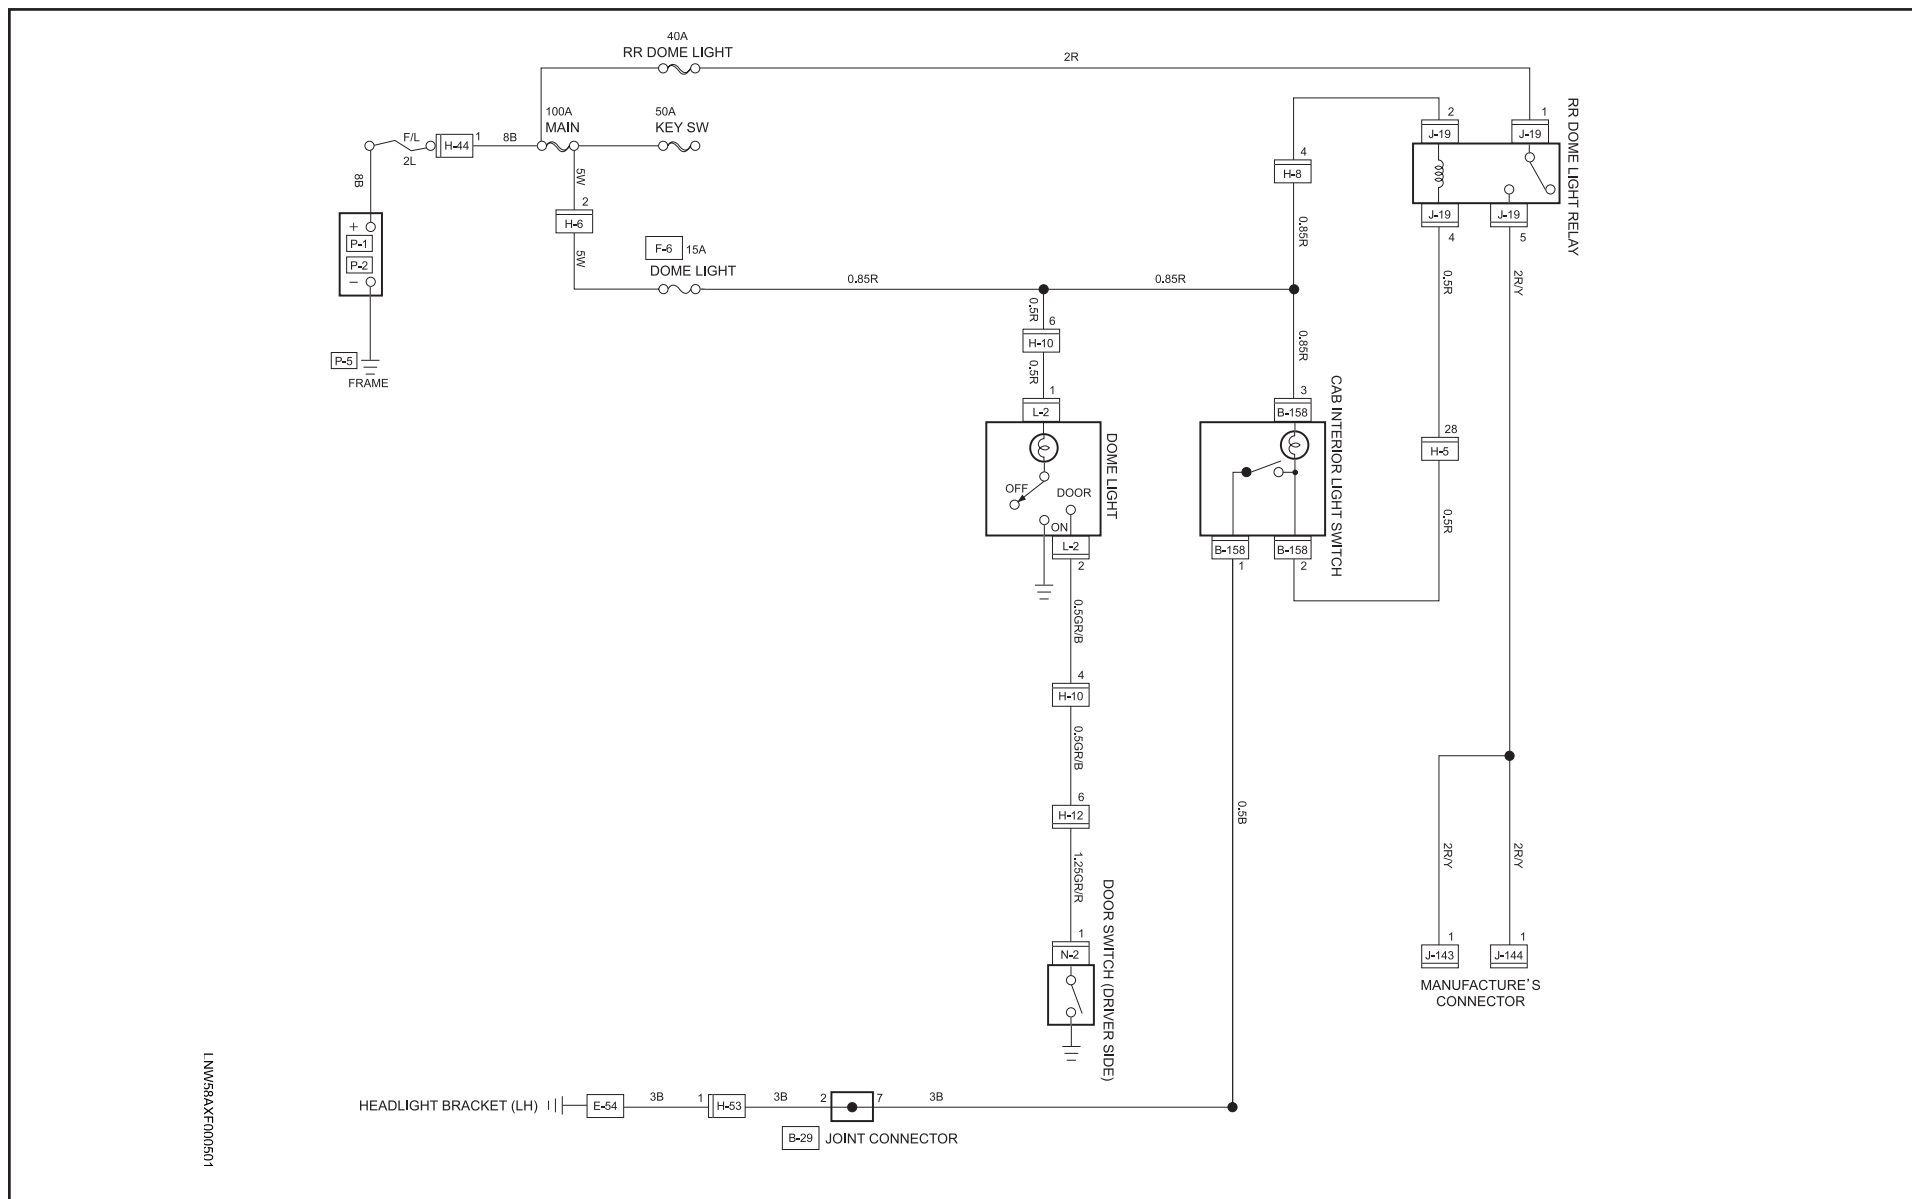 40A
RR DOME LIGHT
2R
100A
MAIN
50A
KEY SW
F/L
2L
H-44
1
8B
8B
5W
2
H-6
5W
+
P-1
P-2
−
P-5
FRAME
F-6
15A
DOME LIGHT
0.85R
0.85R
RR DOME LIGHT RELAY
2
J-19
1
J-19
J-19
4
J-19
5
4
H-8
0.85R
0.85R
0.5R
6
H-10
0.5R
1
L-2
OFF
DOOR
ON
DOME LIGHT
L-2
2
3
B-158
CAB INTERIOR LIGHT SWITCH
B-158
1
B-158
2
0.5R
2R/Y
28
H-5
0.5R
0.5GR/B
4
H-10
0.5GR/B
6
H-12
1.25GR/R
1
N-2
DOOR SWITCH (DRIVER SIDE)
0.5B
2R/Y
2R/Y
1
J-143
1
J-144
MANUFACTURE'S
CONNECTOR
HEADLIGHT BRACKET (LH)
E-54
3B
1
H-53
3B
2
7
3B
B-29
JOINT CONNECTOR
LNW58AXF000501